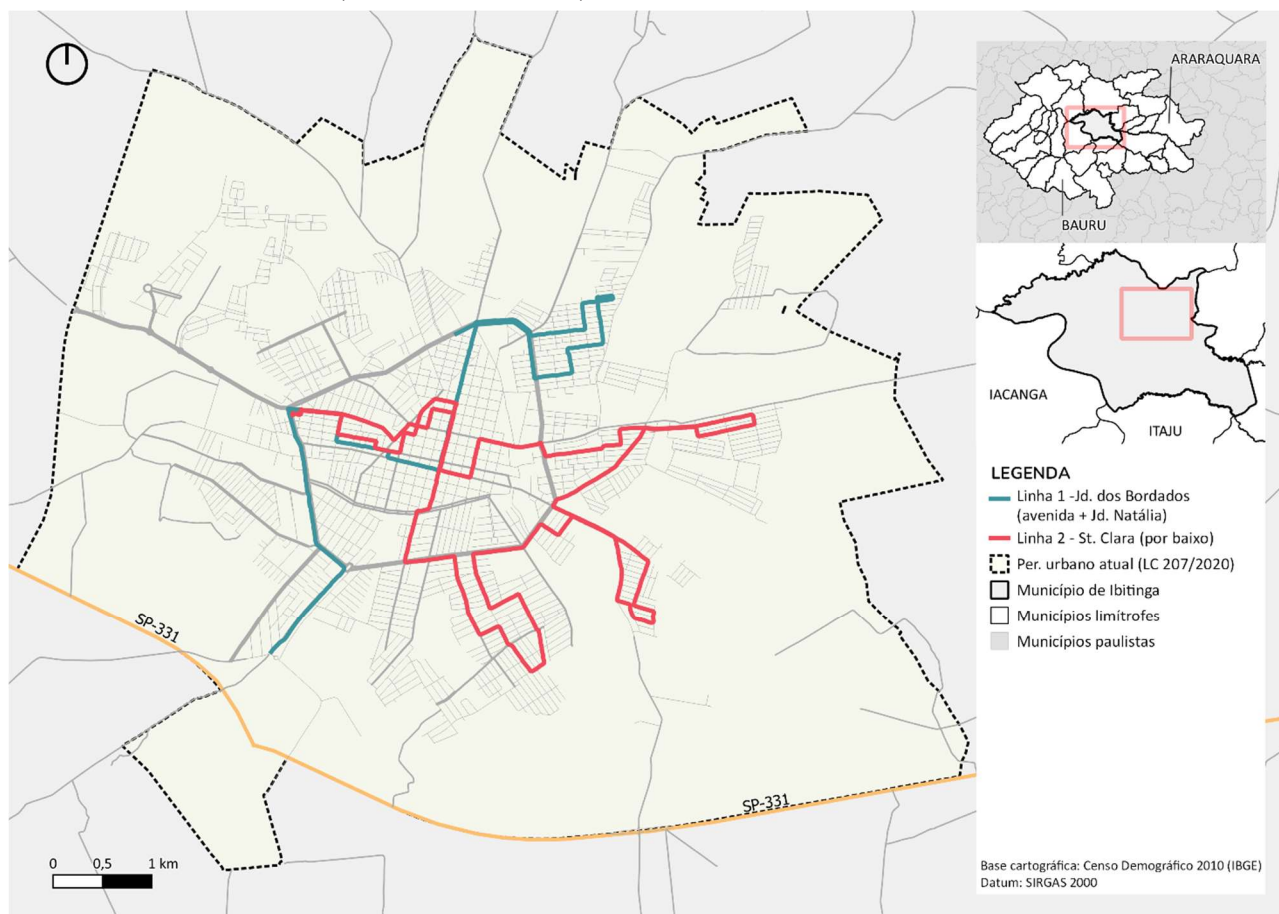 ARARAQUARA
BAURU
IACANGA
ITAJU
LEGENDA
Linha 1 -Jd. dos Bordados
(avenida + Jd. Natália)
Linha 2 - St. Clara (por baixo)
Per. urbano atual (LC 207/2020)
Município de Ibitinga
Municípios limítrofes
Municípios paulistas
SP-331
SP-331
0 0,5 1 km
Base cartográfica: Censo Demográfico 2010 (IBGE)
Datum: SIRGAS 2000